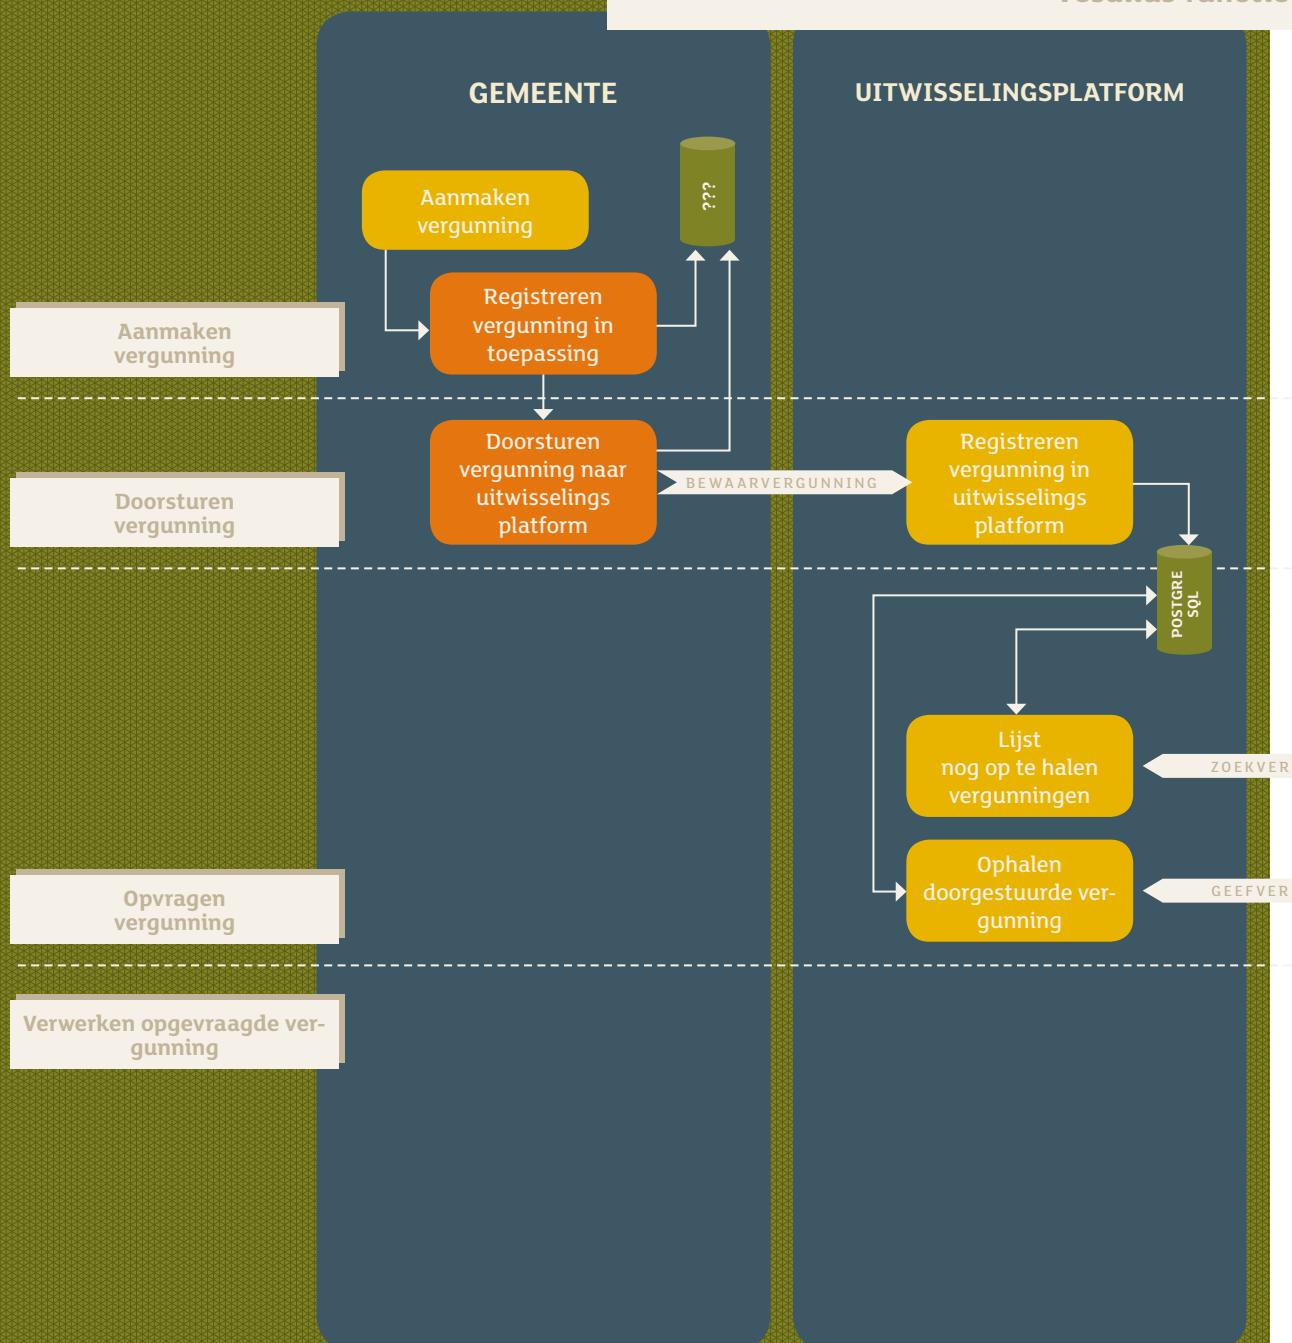 GEMEENTE
UITWISSELINGSPLATFORM
???
Aanmaken
vergunning
Registreren
vergunning in
toepassing
Aanmaken
vergunning
Doorsturen
vergunning naar
uitwisselings
platform
BEWAARVERGUNNING
Registreren
vergunning in
uitwisselings
platform
Doorsturen
vergunning
POSTGRE
SQL
Lijst
nog op te halen
vergunningen
ZOEKVER
Ophalen
doorgestuurde ver-
gunning
GEEFVER
Opvragen
vergunning
Verwerken opgevraagde ver-
gunning